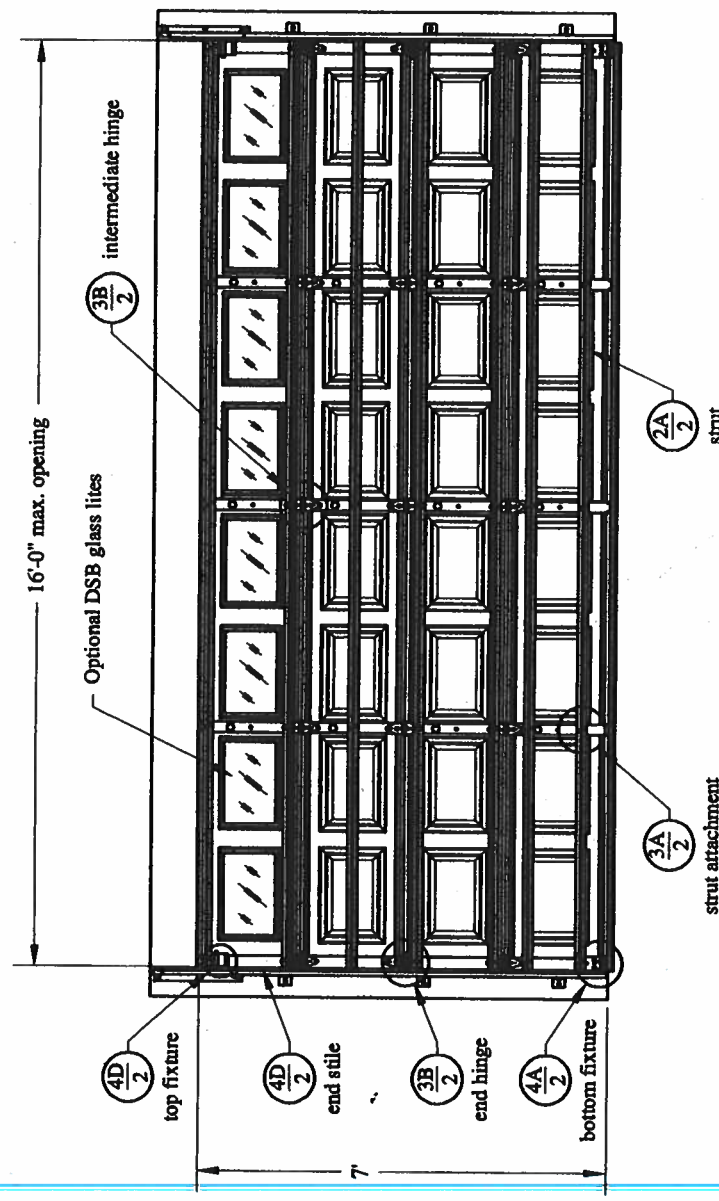 16'-0" max. opening
Optional DSB glass lites
3B
2
intermediate hinge
4D
2
top fixture
4D
2
end stile
3B
2
end hinge
4A
2
bottom fixture
7'
3A
2
strut attachment
2A
2
strut